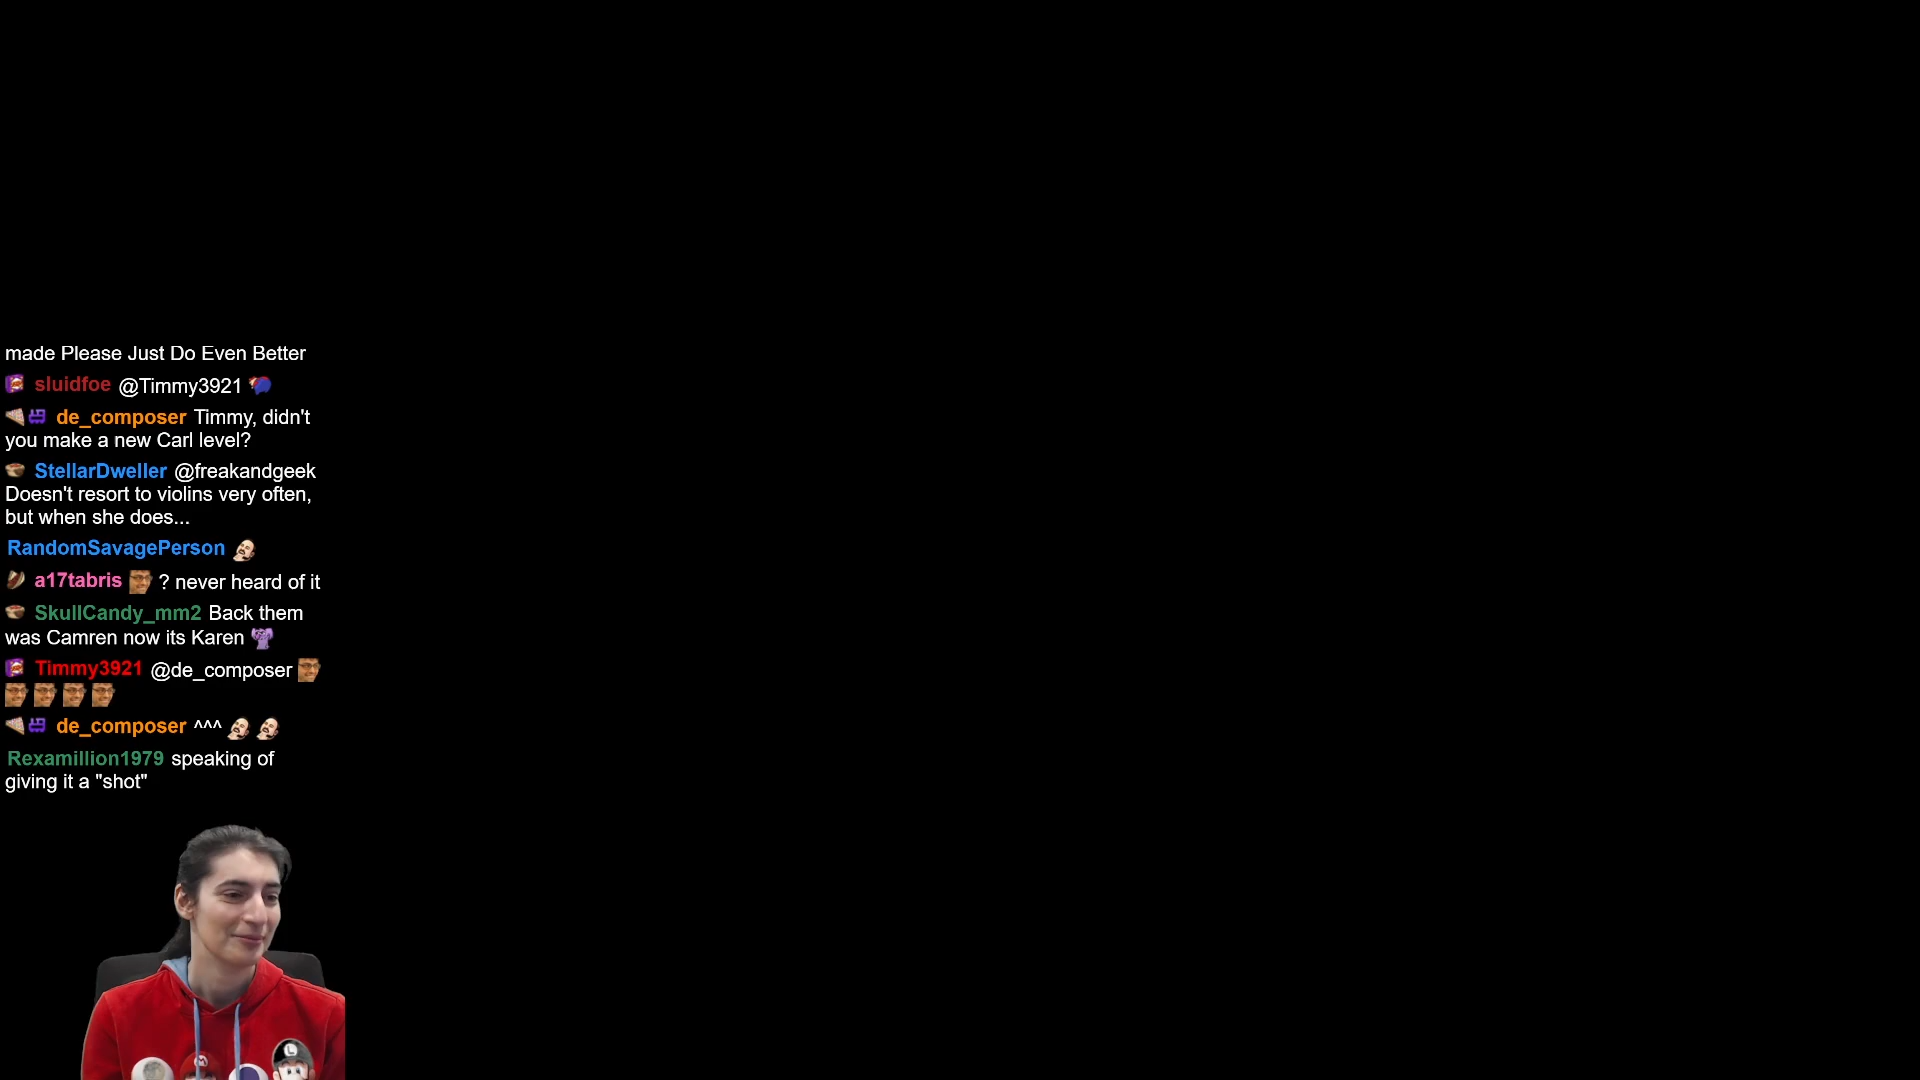 made Please Just Do Even Better
sluidfoe @Timmy3921
de_composer Timmy, didn't
you make a new Carl level?
StellarDweller @freakandgeek
Doesn't resort to violins very often,
but when she does...
RandomSavagePerson
a17tabris ? never heard of it
SkullCandy_mm2 Back them
was Camren now its Karen
Timmy3921 @de_composer
de_composer ^^^
Rexamillion1979 speaking of
giving it a "shot"
M
L